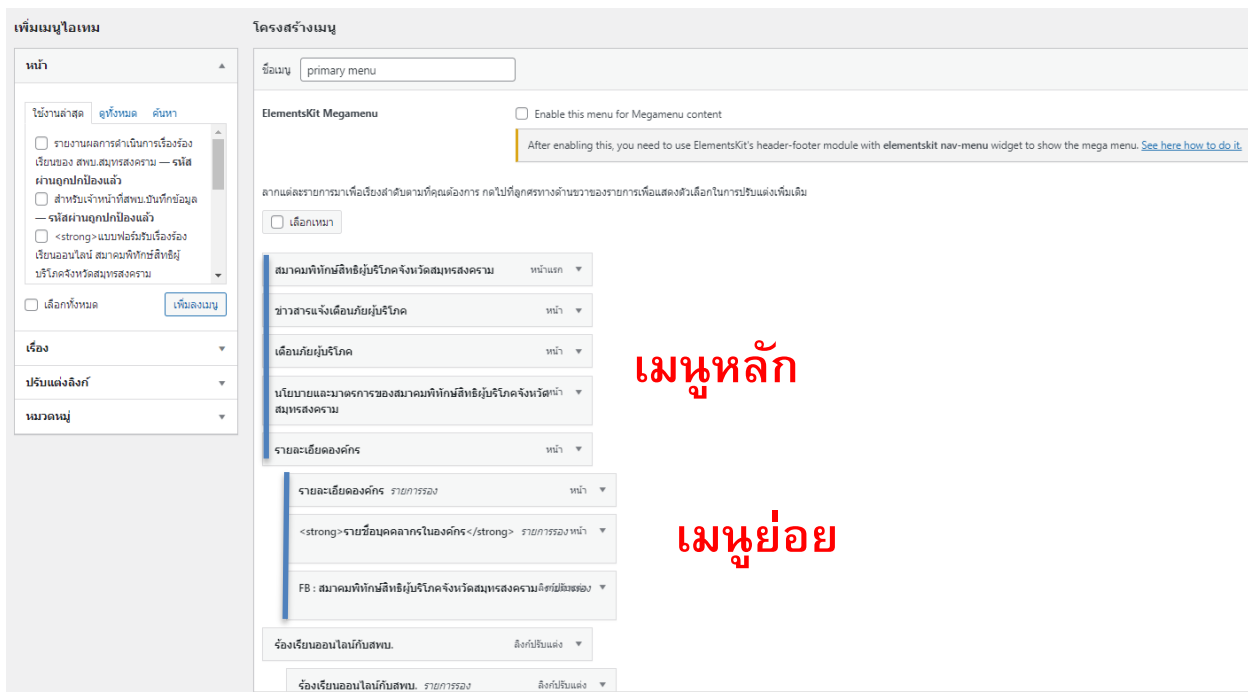 เพิ่มเมนูไอเทม
หน้า
ใช้งานล่าสุด ดูทั้งหมด ค้นหา
รายงานผลการดำเนินการเรื่องร้อง
เรียนของ สพบ.สมุทรสงคราม — รหัส
ผ่านถูกปกป้องแล้ว
สำหรับเจ้าหน้าที่สพบ.บันทึกข้อมูล
— รหัสผ่านถูกปกป้องแล้ว
<strong>แบบฟอร์มรับเรื่องร้อง
เรียนออนไลน์ สมาคมพิทักษ์สิทธิผู้
บริโภคจังหวัดสมุทรสงคราม
เลือกทั้งหมด เพิ่มลงเมนู
เรื่อง
ปรับแต่งลิงก์
หมวดหมู่
โครงสร้างเมนู
ชื่อเมนู primary menu
ElementsKit Megamenu Enable this menu for Megamenu content
After enabling this, you need to use ElementsKit's header-footer module with elementskit nav-menu widget to show the mega menu. See here how to do it.
ลากแต่ละรายการมาเพื่อเรียงลำดับตามที่คุณต้องการ กดไปที่ลูกศรทางด้านขวาของรายการเพื่อแสดงตัวเลือกในการปรับแต่งเพิ่มเติม
เลือกเหมา
สมาคมพิทักษ์สิทธิผู้บริโภคจังหวัดสมุทรสงคราม หน้าแรก
ข่าวสารแจ้งเตือนภัยผู้บริโภค หน้า
เตือนภัยผู้บริโภค หน้า
นโยบายและมาตรการของสมาคมพิทักษ์สิทธิผู้บริโภคจังหวัด หน้า
สมุทรสงคราม
รายละเอียดองค์กร หน้า
เมนูหลัก
รายละเอียดองค์กร รายการรอง หน้า
<strong>รายชื่อบุคคลากรในองค์กร</strong> รายการรอง หน้า
FB : สมาคมพิทักษ์สิทธิผู้บริโภคจังหวัดสมุทรสงคราม
เมนูย่อย
ร้องเรียนออนไลน์กับสพบ. ลิงก์ปรับแต่ง
ร้องเรียนออนไลน์กับสพบ. รายการรอง ลิงก์ปรับแต่ง